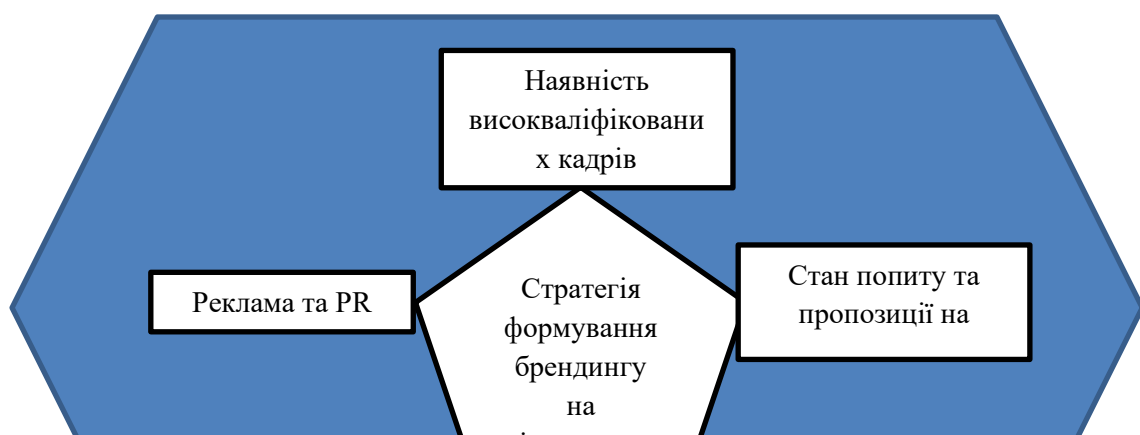 Наявність
висококваліфіковани
х кадрів
Реклама та PR
Стратегія
формування
брендингу
на
Стан попиту та
пропозиції на